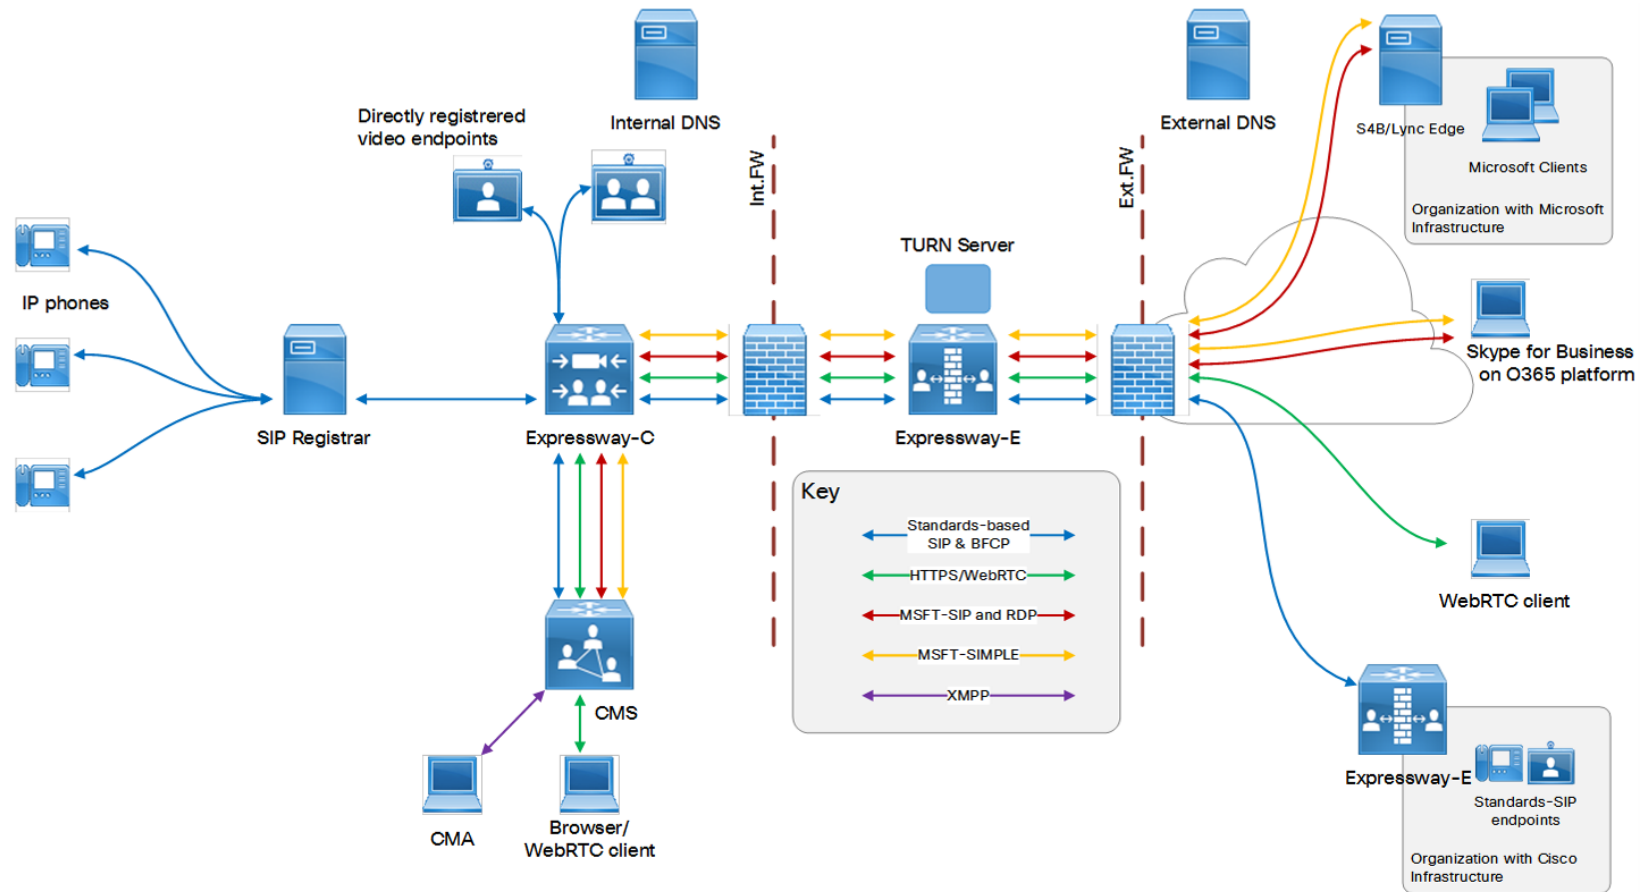 Internal DNS
External DNS
Directly registrered
video endpoints
S4B/Lync Edge
Microsoft Clients
Organization with Microsoft
Infrastructure
Int.FW
Ext.FW
TURN Server
IP phones
SIP Registrar
Expressway-C
Expressway-E
Skype for Business
on O365 platform
Key
Standards-based
SIP & BFCP
HTTPS/WebRTC
MSFT-SIP and RDP
MSFT-SIMPLE
XMPP
WebRTC client
CMS
CMA
Browser/
WebRTC client
Expressway-E
Standards-SIP
endpoints
Organization with Cisco
Infrastructure